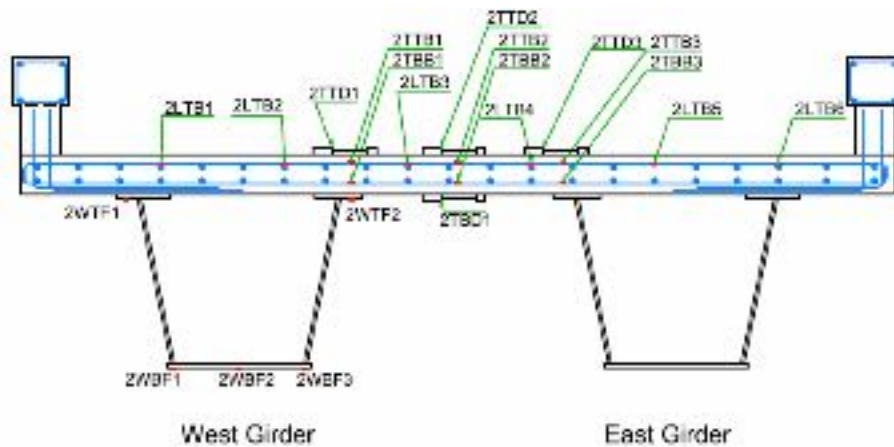 2TTD2
2TTB1
2TTB2
2TTD3
2TTB3
2TBB1
2TBB2
2TBB3
2TTD1
2LTB3
2LTB1
2LTB2
2LTB4
2LTB5
2LTB6
2WTF1
2WTF2
2TBD1
2WBF1
2WBF2
2WBF3
West Girder
East Girder